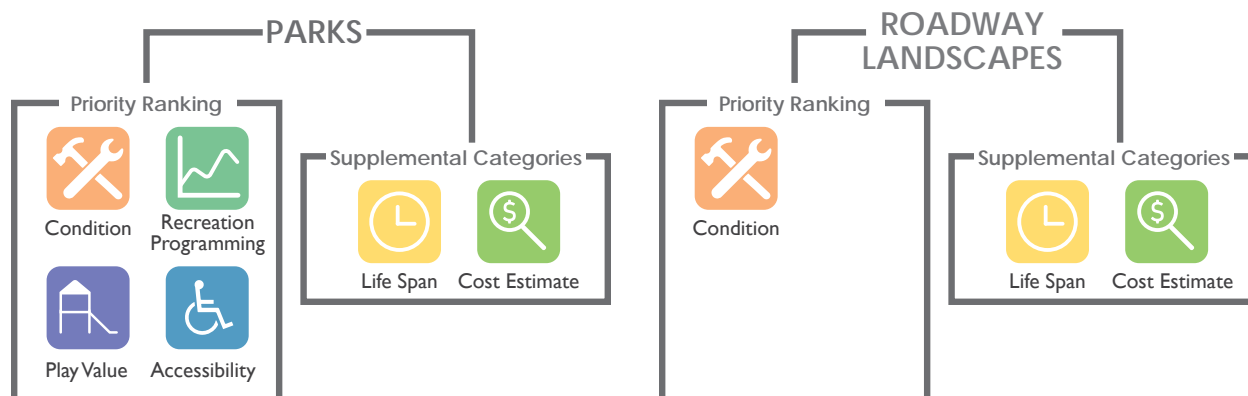 PARKS
Priority Ranking
Condition
Recreation
Programming
Play Value
Accessibility
Supplemental Categories
$
Life Span
Cost Estimate
ROADWAY
LANDSCAPES
Priority Ranking
Condition
Supplemental Categories
$
Life Span
Cost Estimate